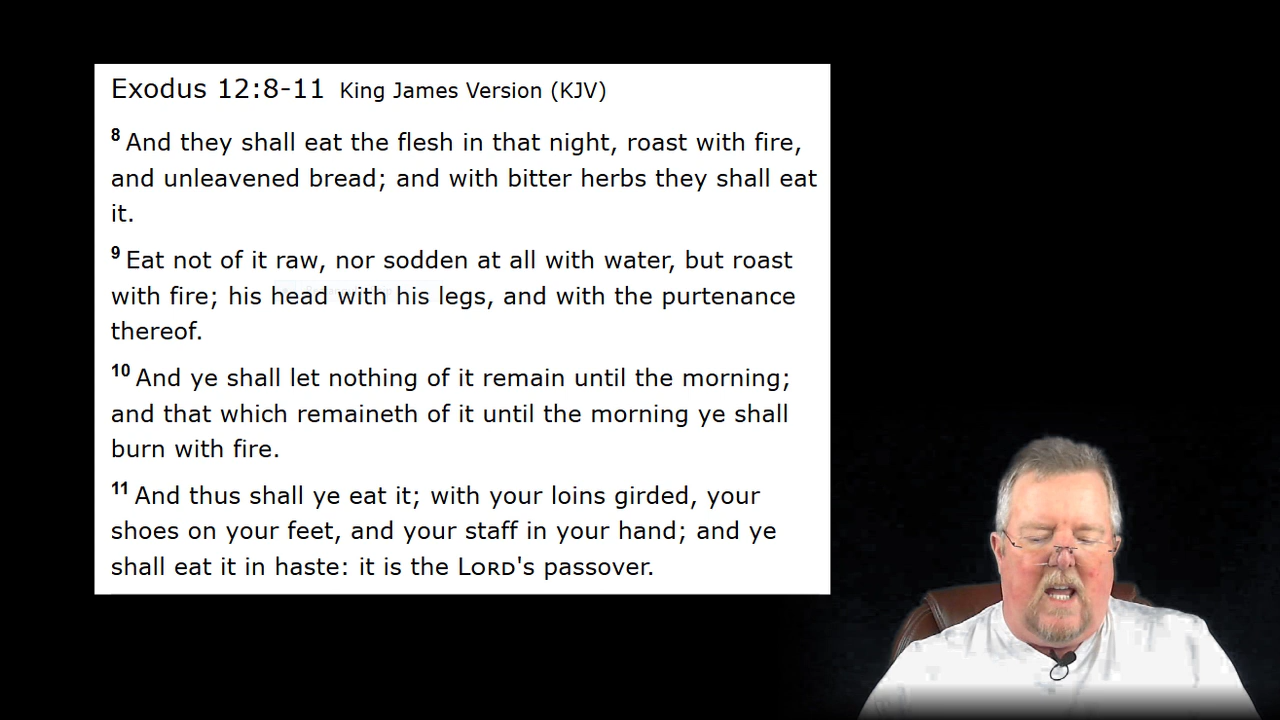 Exodus 12:8-11 King James Version (KJV)
8 And they shall eat the flesh in that night, roast with fire,
and unleavened bread; and with bitter herbs they shall eat
it.
9 Eat not of it raw, nor sodden at all with water, but roast
with fire; his head with his legs, and with the purtenance
thereof.
10 And ye shall let nothing of it remain until the morning;
and that which remaineth of it until the morning ye shall
burn with fire.
11 And thus shall ye eat it; with your loins girded, your
shoes on your feet, and your staff in your hand; and ye
shall eat it in haste: it is the LORD's passover.